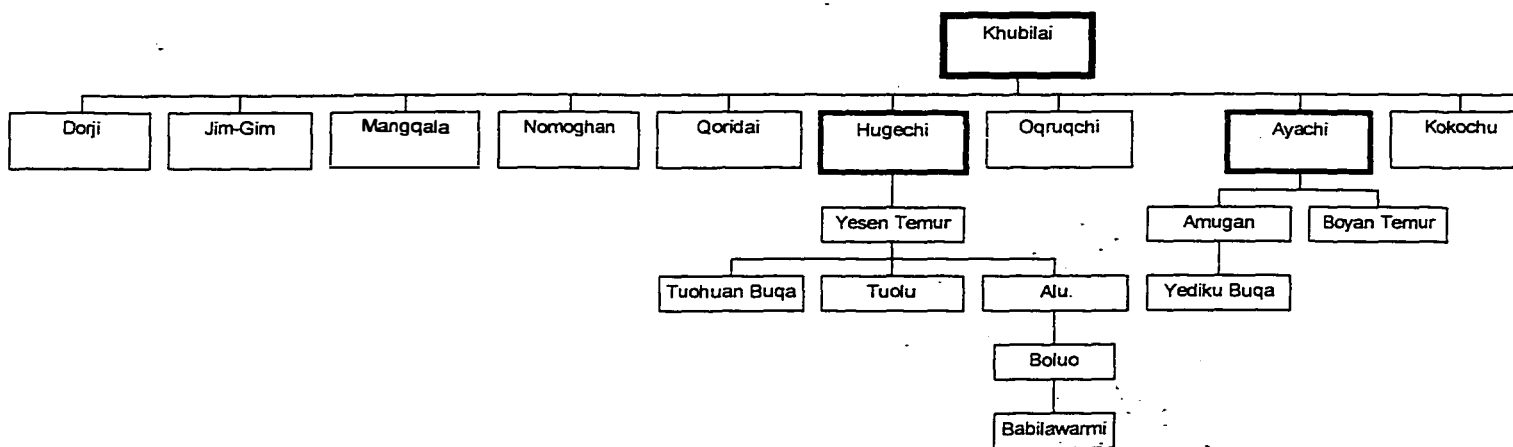 Khubilai
Dorji
Jim-Gim
Mangqala
Nomoghan
Qoridai
Hugechi
Oqruqchi
Ayachi
Kokochu
Yesen Temur
Amugan
Boyan Temur
Tuohuan Buqa
Tuolu
Alu.
Yediku Buqa
Boluo
Babilawarmi